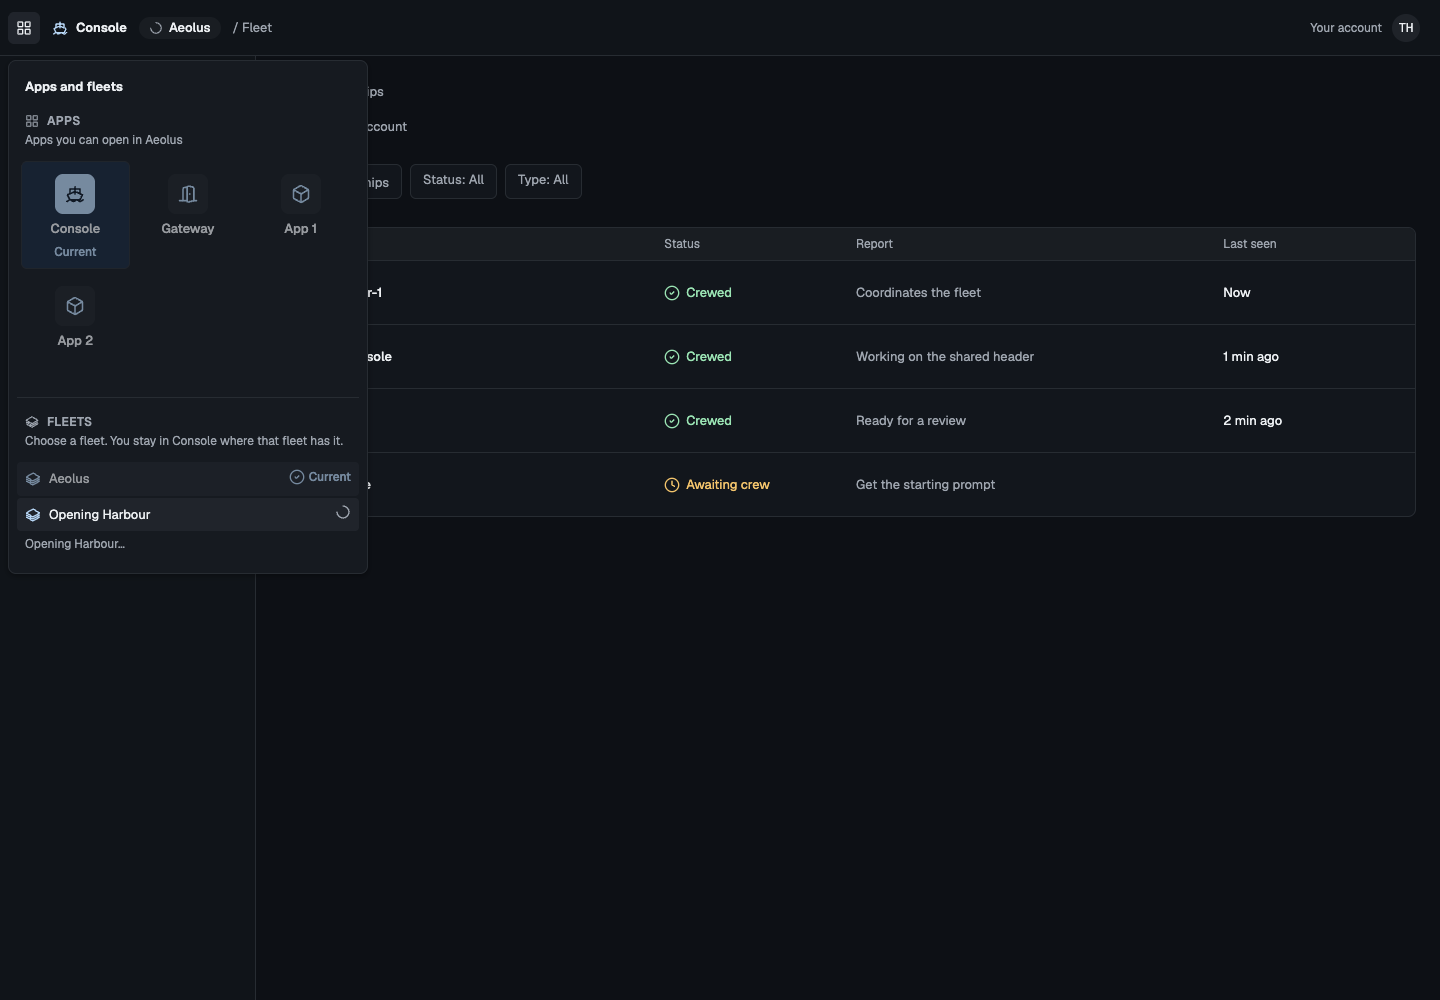 Console Aeolus / Fleet Your account TH
Apps and fleets
APPS
Apps you can open in Aeolus
Console
Current
Gateway
App 1
App 2
FLEETS
Choose a fleet. You stay in Console where that fleet has it.
Aeolus Current
Opening Harbour
Opening Harbour...
Status: All Type: All
Status Report Last seen
Crewed Coordinates the fleet Now
Crewed Working on the shared header 1 min ago
Crewed Ready for a review 2 min ago
Awaiting crew Get the starting prompt